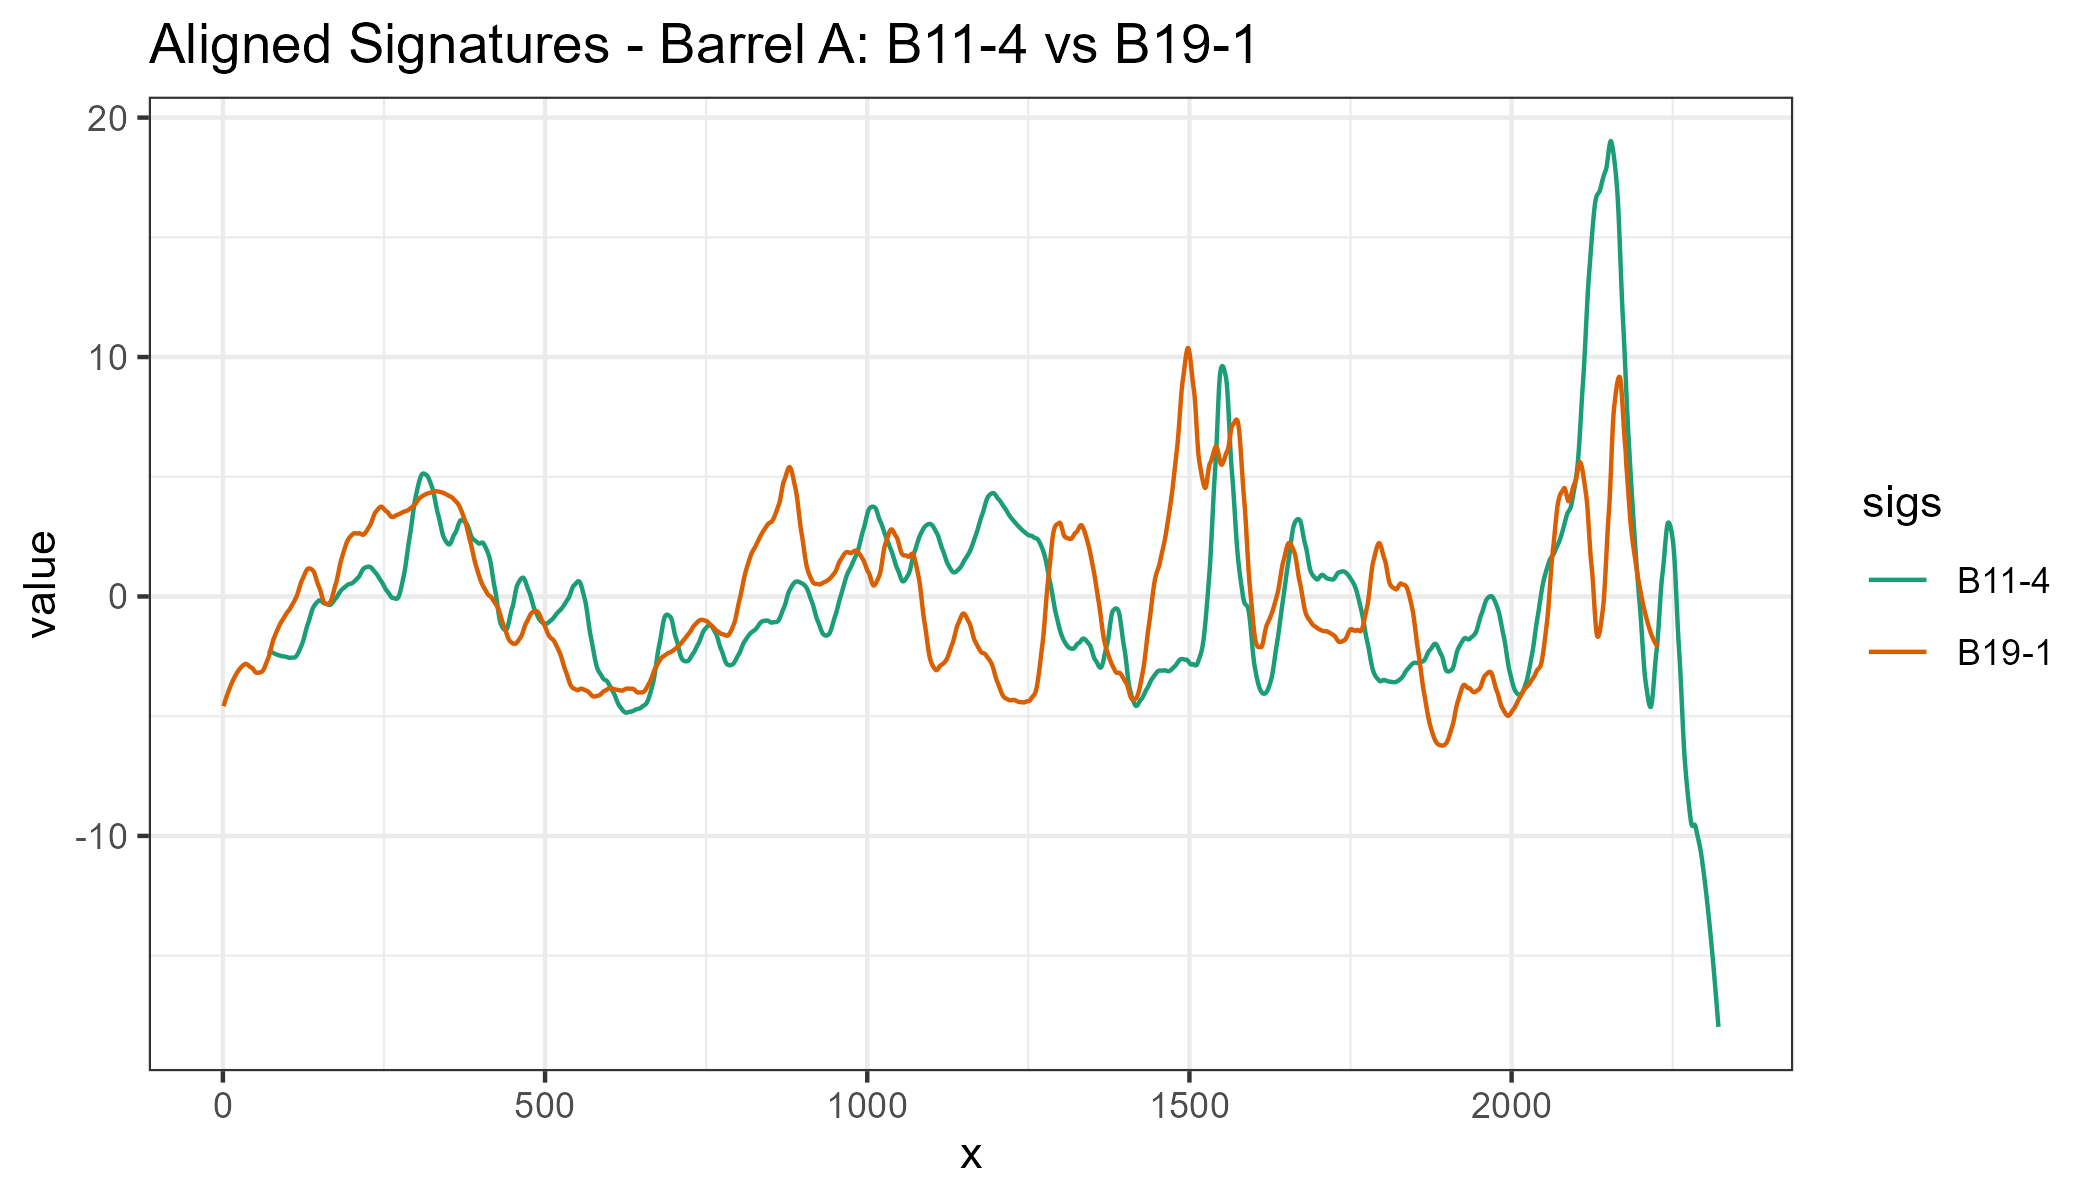 Aligned Signatures - Barrel A: B11-4 vs B19-1
20
10
0
-10
value
0 500 1000 1500 2000
x
sigs
B11-4
B19-1